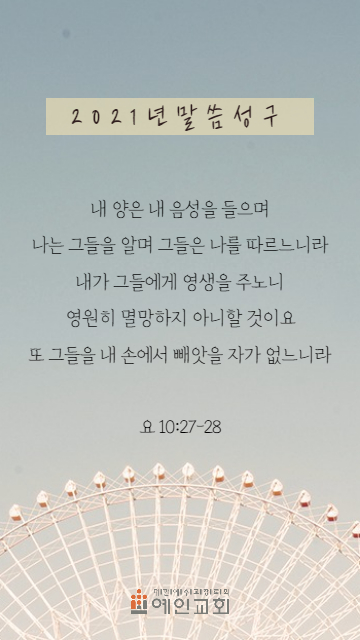 2021년말씀성구
내 양은 내 음성을 들으며
나는 그들을 알며 그들은 나를 따르느니라
내가 그들에게 영생을 주노니
영원히 멸망하지 아니할 것이요
또 그들을 내 손에서 빼앗을 자가 없느니라
요 10:27-28
예인교회